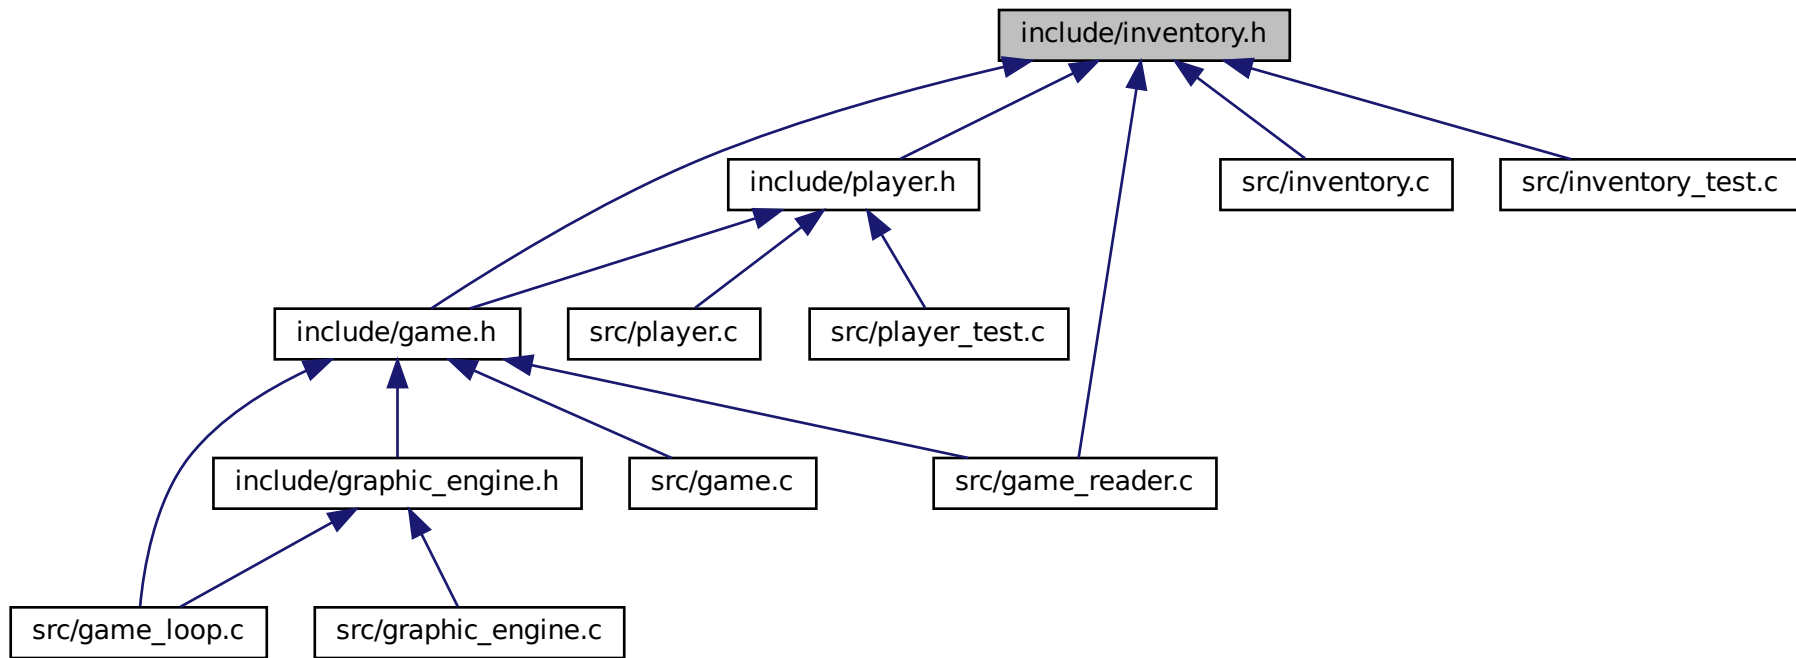 include/inventory.h
include/player.h
src/inventory.c
src/inventory_test.c
include/game.h
src/player.c
src/player_test.c
include/graphic_engine.h
src/game.c
src/game_reader.c
src/game_loop.c
src/graphic_engine.c